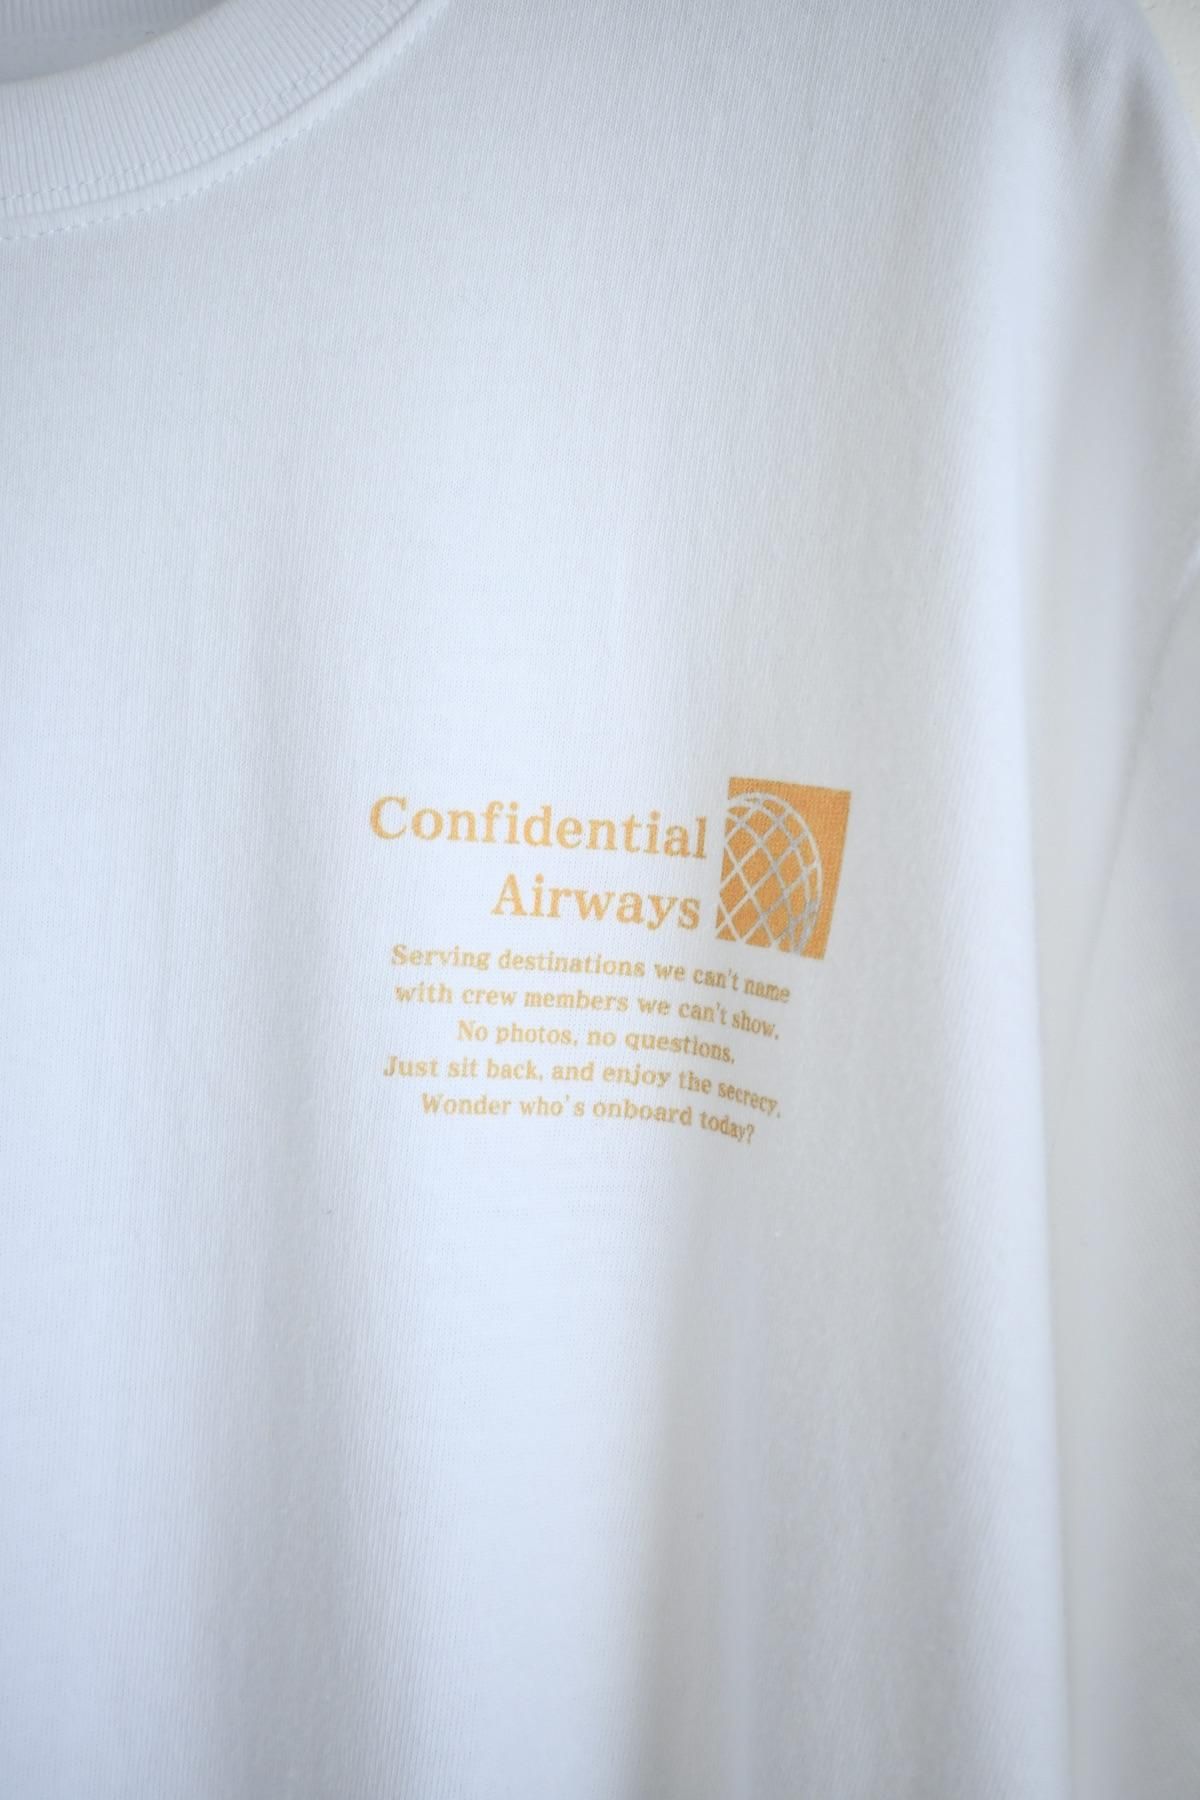 Confidential
Airways
Serving destinations we can't name
with crew members we can't show.
No photos, no questions.
Just sit back, and enjoy the secrecy.
Wonder who's onboard today?